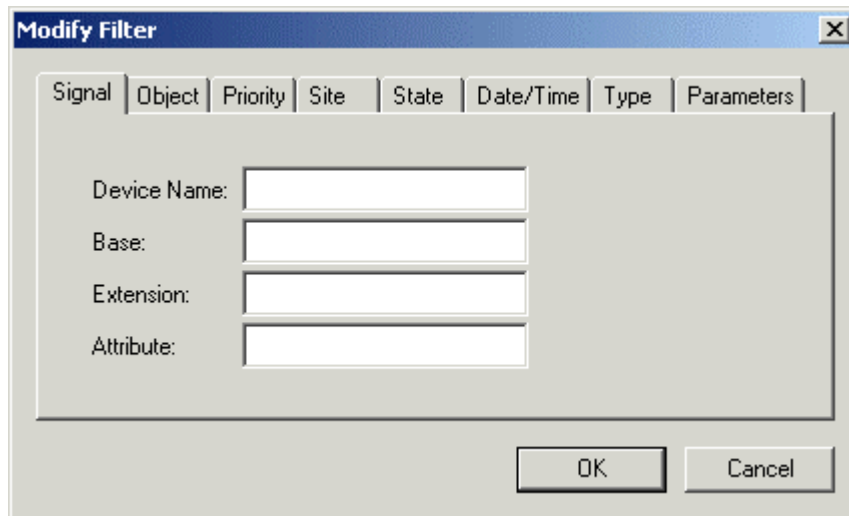 Modify Filter
Signal Object Priority Site State Date/Time Type Parameters
Device Name:
Base:
Extension:
Attribute:
OK Cancel